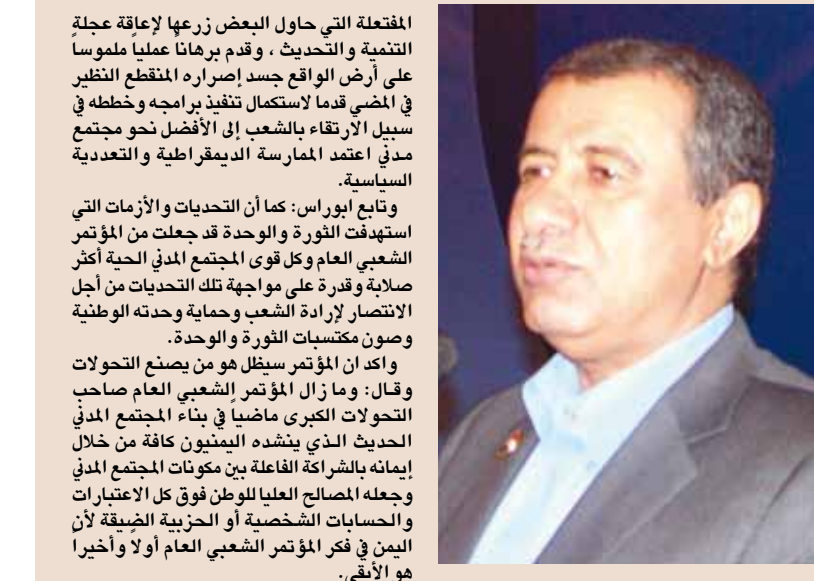 المفتعلة التي حاول البعض زرعها لإعاقة عجلة
التنمية والتحديث ، وقدم برهاناً عملياً ملموساً
على أرض الواقع جسد إصراره المنقطع النظير
في المضي قدما لاستكمال تنفيذ برامجه وخططه في
سبيل الارتقاء بالشعب إلى الأفضل نحو مجتمع
مدني اعتمد الممارسة الديمقراطية والتعددية
السياسية.
وتابع ابوراس: كما أن التحديات والأزمات التي
استهدفت الثورة والوحدة قد جعلت من المؤتمر
الشعبي العام وكل قوى المجتمع المدني الحية أكثر
صلابة وقدرة على مواجهة تلك التحديات من أجل
الانتصار لإرادة الشعب وحماية وحدته الوطنية
وصون مكتسبات الثورة والوحدة.
واكد ان المؤتمر سيظل هو من يصنع التحولات
وقال: وما زال المؤتمر الشعبي العام صاحب
التحولات الكبرى ماضياً في بناء المجتمع المدني
الحديث الذي ينشده اليمنيون كافة من خلال
إيمانه بالشراكة الفاعلة بين مكونات المجتمع المدني
وجعله المصالح العليا للوطن فوق كل الاعتبارات
والحسابات الشخصية أو الحزبية الضيقة لأن
اليمن في فكر المؤتمر الشعبي العام أولاً وأخيراً
هو الأبقى.